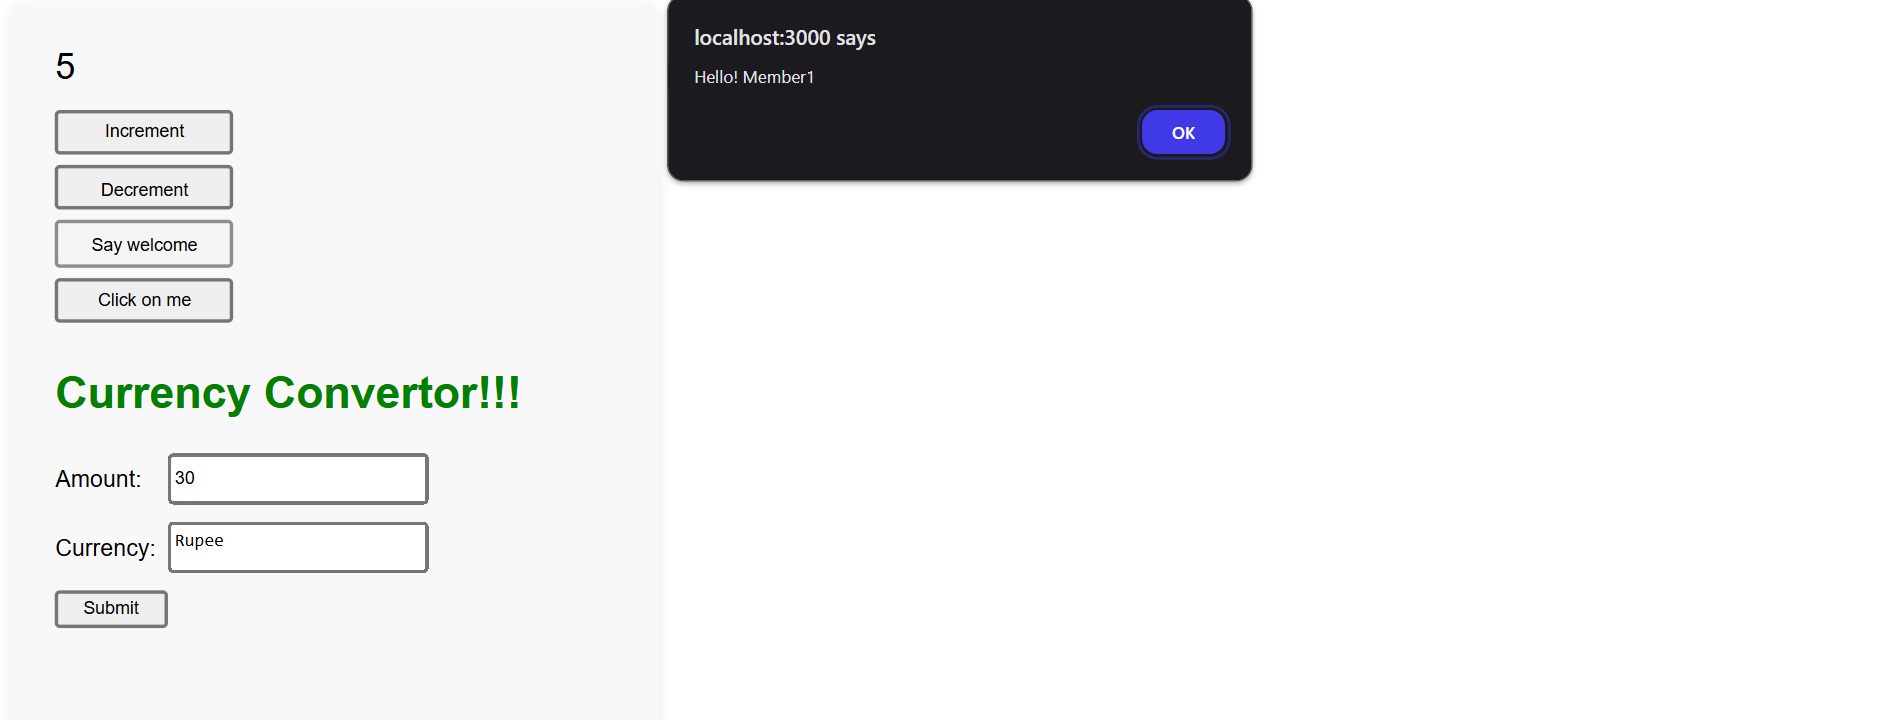 5
Increment
Decrement
Say welcome
Click on me
Currency Convertor!!!
Amount: 30
Currency: Rupee
Submit
localhost:3000 says
Hello! Member1
OK